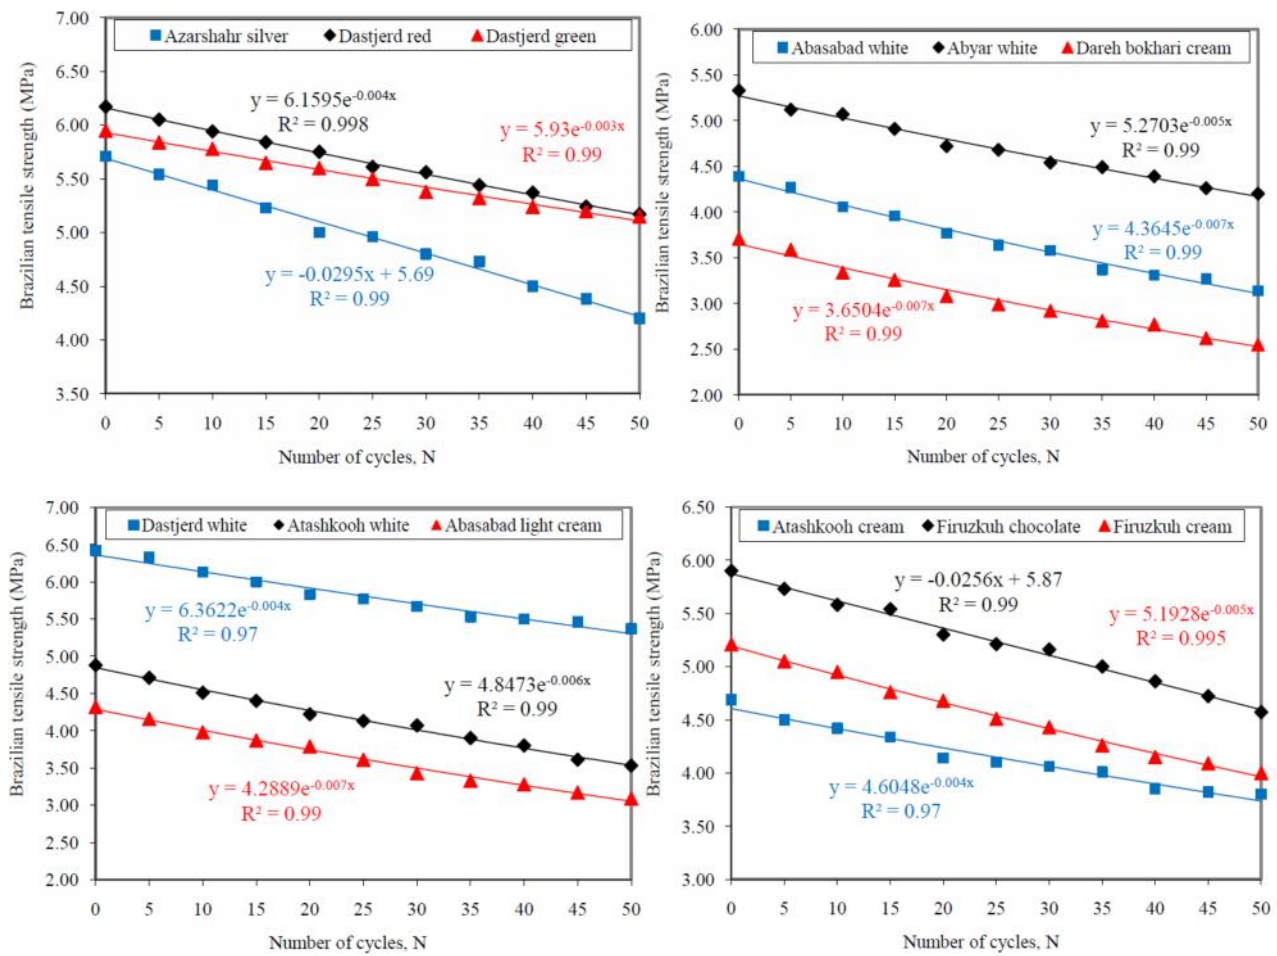 Azarshahr silver Dastjerd red Dastjerd green
Brazilian tensile strength (MPa)
7.00
6.50
6.00
5.50
5.00
4.50
4.00
3.50
y = 6.1595e^-0.004x
R² = 0.998
y = 5.93e^-0.003x
R² = 0.99
y = -0.0295x + 5.69
R² = 0.99
0 5 10 15 20 25 30 35 40 45 50
Number of cycles, N
Abasabad white Abyar white Dareh bokhari cream
Brazilian tensile strength (MPa)
6.00
5.50
5.00
4.50
4.00
3.50
3.00
2.50
2.00
y = 5.2703e^-0.005x
R² = 0.99
y = 4.3645e^-0.007x
R² = 0.99
y = 3.6504e^-0.007x
R² = 0.99
0 5 10 15 20 25 30 35 40 45 50
Number of cycles, N
Dastjerd white Atashkooh white Abasabad light cream
Brazilian tensile strength (MPa)
7.00
6.50
6.00
5.50
5.00
4.50
4.00
3.50
3.00
2.50
2.00
y = 6.3622e^-0.004x
R² = 0.97
y = 4.8473e^-0.006x
R² = 0.99
y = 4.2889e^-0.007x
R² = 0.99
0 5 10 15 20 25 30 35 40 45 50
Number of cycles, N
Atashkooh cream Firuzkuh chocolate Firuzkuh cream
Brazilian tensile strength (MPa)
6.50
6.00
5.50
5.00
4.50
4.00
3.50
3.00
y = -0.0256x + 5.87
R² = 0.99
y = 5.1928e^-0.005x
R² = 0.995
y = 4.6048e^-0.004x
R² = 0.97
0 5 10 15 20 25 30 35 40 45 50
Number of cycles, N